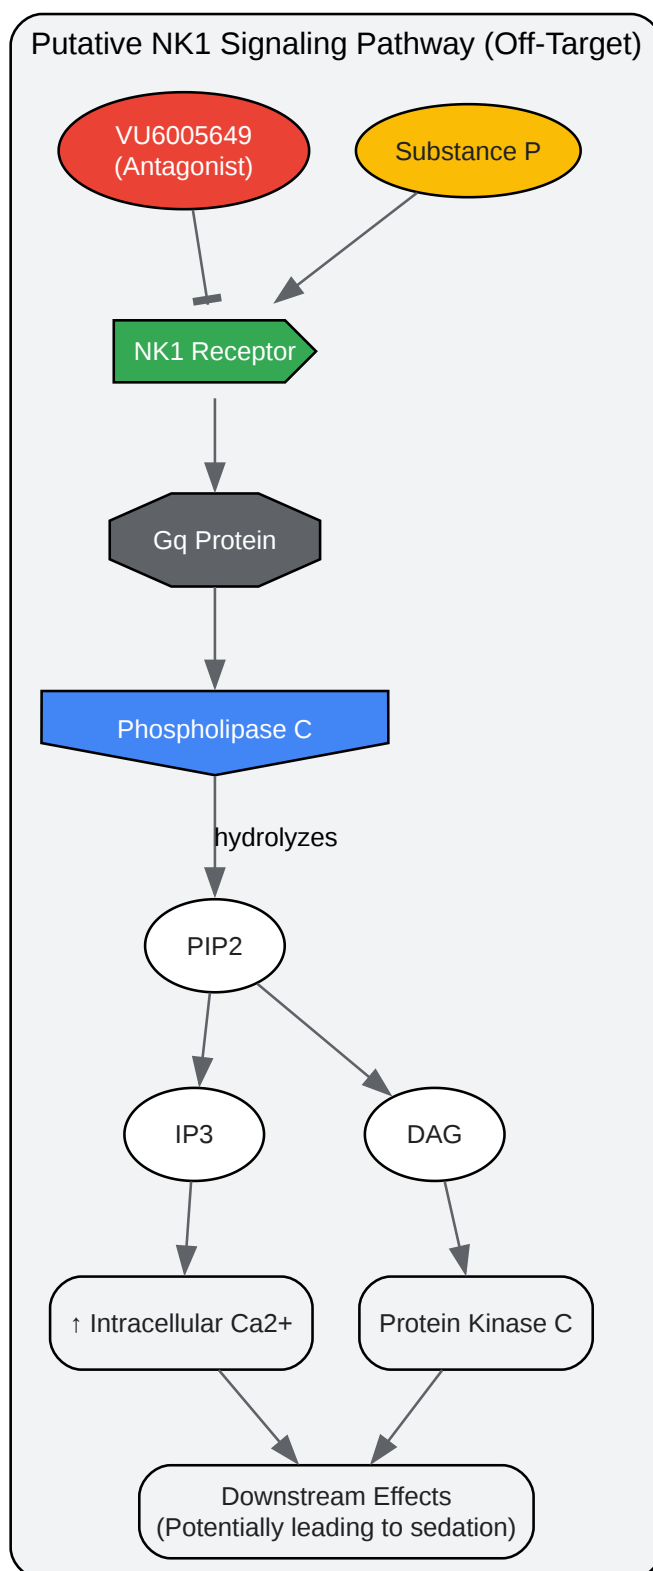 Putative NK1 Signaling Pathway (Off-Target)
VU6005649
(Antagonist)
Substance P
NK1 Receptor
Gq Protein
Phospholipase C
hydrolyzes
PIP2
IP3
DAG
↑ Intracellular Ca2+
Protein Kinase C
Downstream Effects
(Potentially leading to sedation)